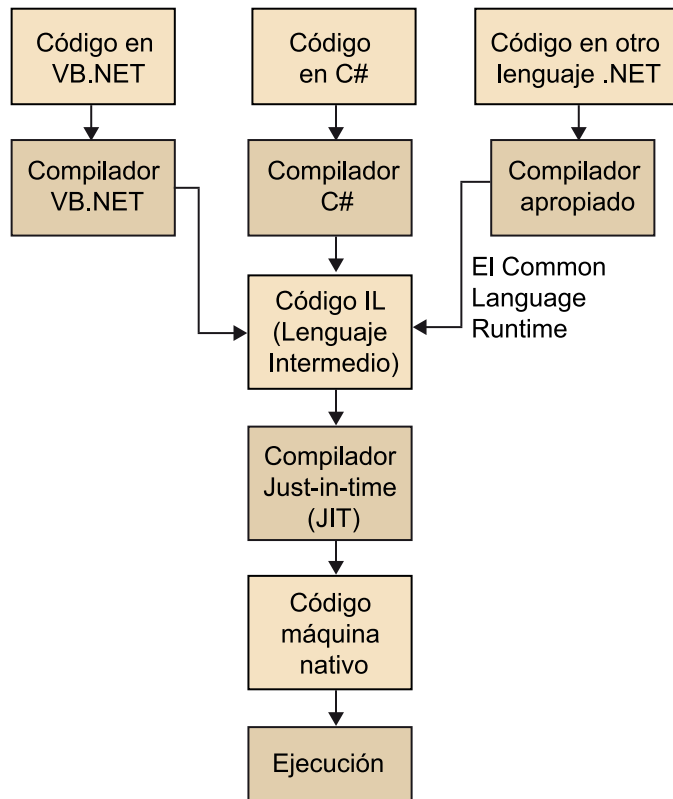 Código en
VB.NET
Código
en C#
Código en otro
lenguaje .NET
Compilador
VB.NET
Compilador
C#
Compilador
apropiado
El Common
Language
Runtime
Código IL
(Lenguaje
Intermedio)
Compilador
Just-in-time
(JIT)
Código
máquina
nativo
Ejecución